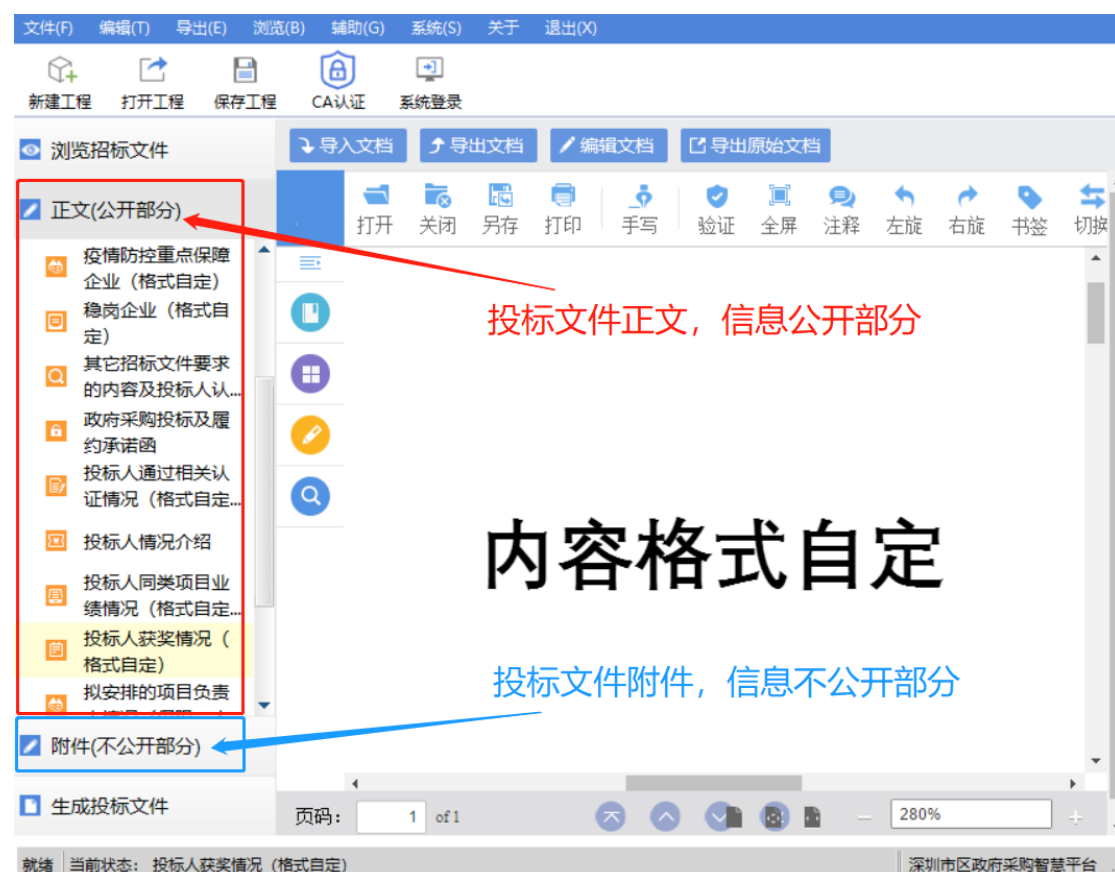 文件(F) 编辑(T) 导出(E) 浏览(B) 辅助(G) 系统(S) 关于 退出(X)
新建工程 打开工程 保存工程 CA认证 系统登录
浏览招标文件
导入文档 导出文档 编辑文档 导出原始文档
正文(公开部分)
打开 关闭 另存 打印 手写 验证 全屏 注释 左旋 右旋 书签 切换
疫情防控重点保障
企业（格式自定）
稳岗企业（格式自
定）
其它招标文件要求
的内容及投标人认...
政府采购投标及履
约承诺函
投标人通过相关认
证情况（格式自定...
投标人情况介绍
投标人同类项目业
绩情况（格式自定...
投标人获奖情况（
格式自定）
拟安排的项目负责
投标文件正文，信息公开部分
内容格式自定
投标文件附件，信息不公开部分
附件(不公开部分)
生成投标文件
页码: 1 of 1 280%
就绪 当前状态: 投标人获奖情况（格式自定） 深圳市区政府采购智慧平台